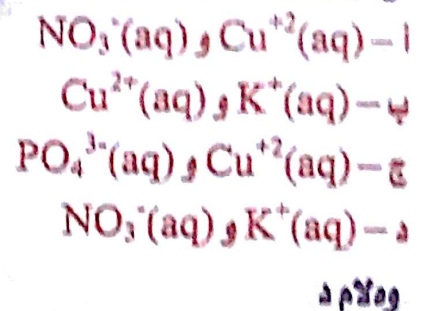 أ – Cu⁺²(aq) و NO₃⁻(aq)
ب – K⁺(aq) و Cu²⁺(aq)
ج – Cu⁺²(aq) و PO₄³⁻(aq)
د – K⁺(aq) و NO₃⁻(aq)